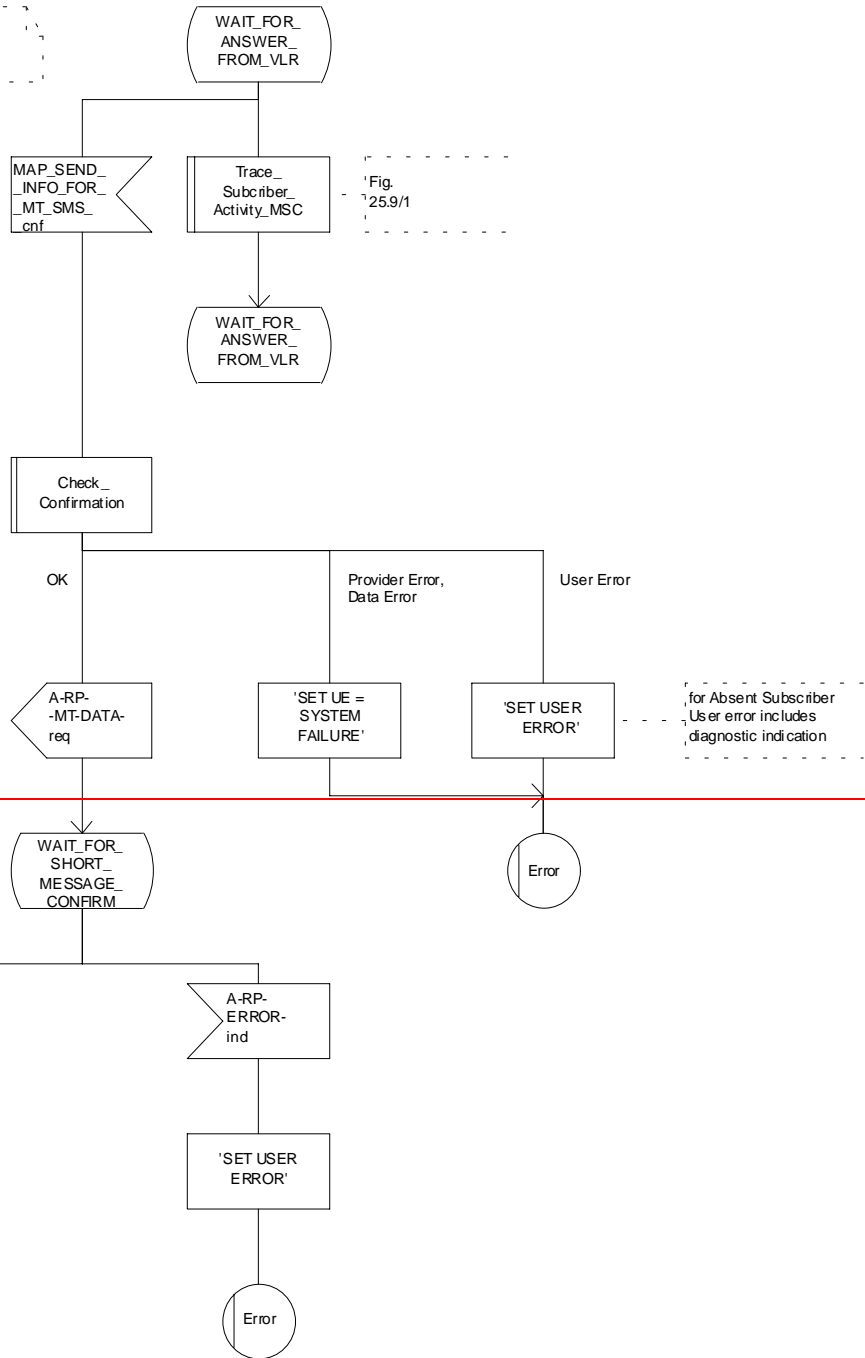 WAIT_FOR_
ANSWER_
FROM_VLR
MAP_SEND_
_INFO_FOR_
_MT_SMS_
_cnf
Trace_
Subcriber_
Activity_MSC
Fig.
25.9/1
WAIT_FOR_
ANSWER_
FROM_VLR
Check_
Confirmation
OK
Provider Error,
Data Error
User Error
A-RP-
-MT-DATA-
req
'SET UE =
SYSTEM
FAILURE'
'SET USER
ERROR'
for Absent Subscriber
User error includes
diagnostic indication
WAIT_FOR_
SHORT_
MESSAGE_
CONFIRM
Error
A-RP-
ERROR-
ind
'SET USER
ERROR'
Error